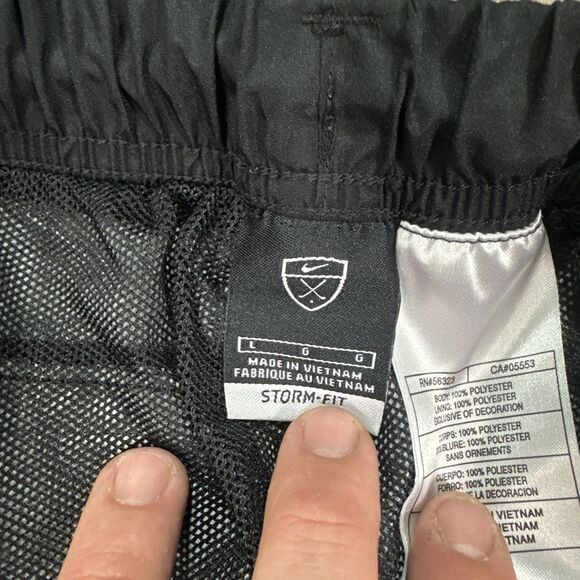 L G G
MADE IN VIETNAM
FABRIQUE AU VIETNAM
STORM-FIT
RN#56323 CA#05553
BODY: 100% POLYESTER
LINING: 100% POLYESTER
EXCLUSIVE OF DECORATION
CORPS: 100% POLYESTER
DOUBLURE: 100% POLYESTER
SANS ORNEMENTS
CUERPO: 100% POLIESTER
FORRO: 100% POLIESTER
DE LA DECORACION
IN VIETNAM
VIETNAM